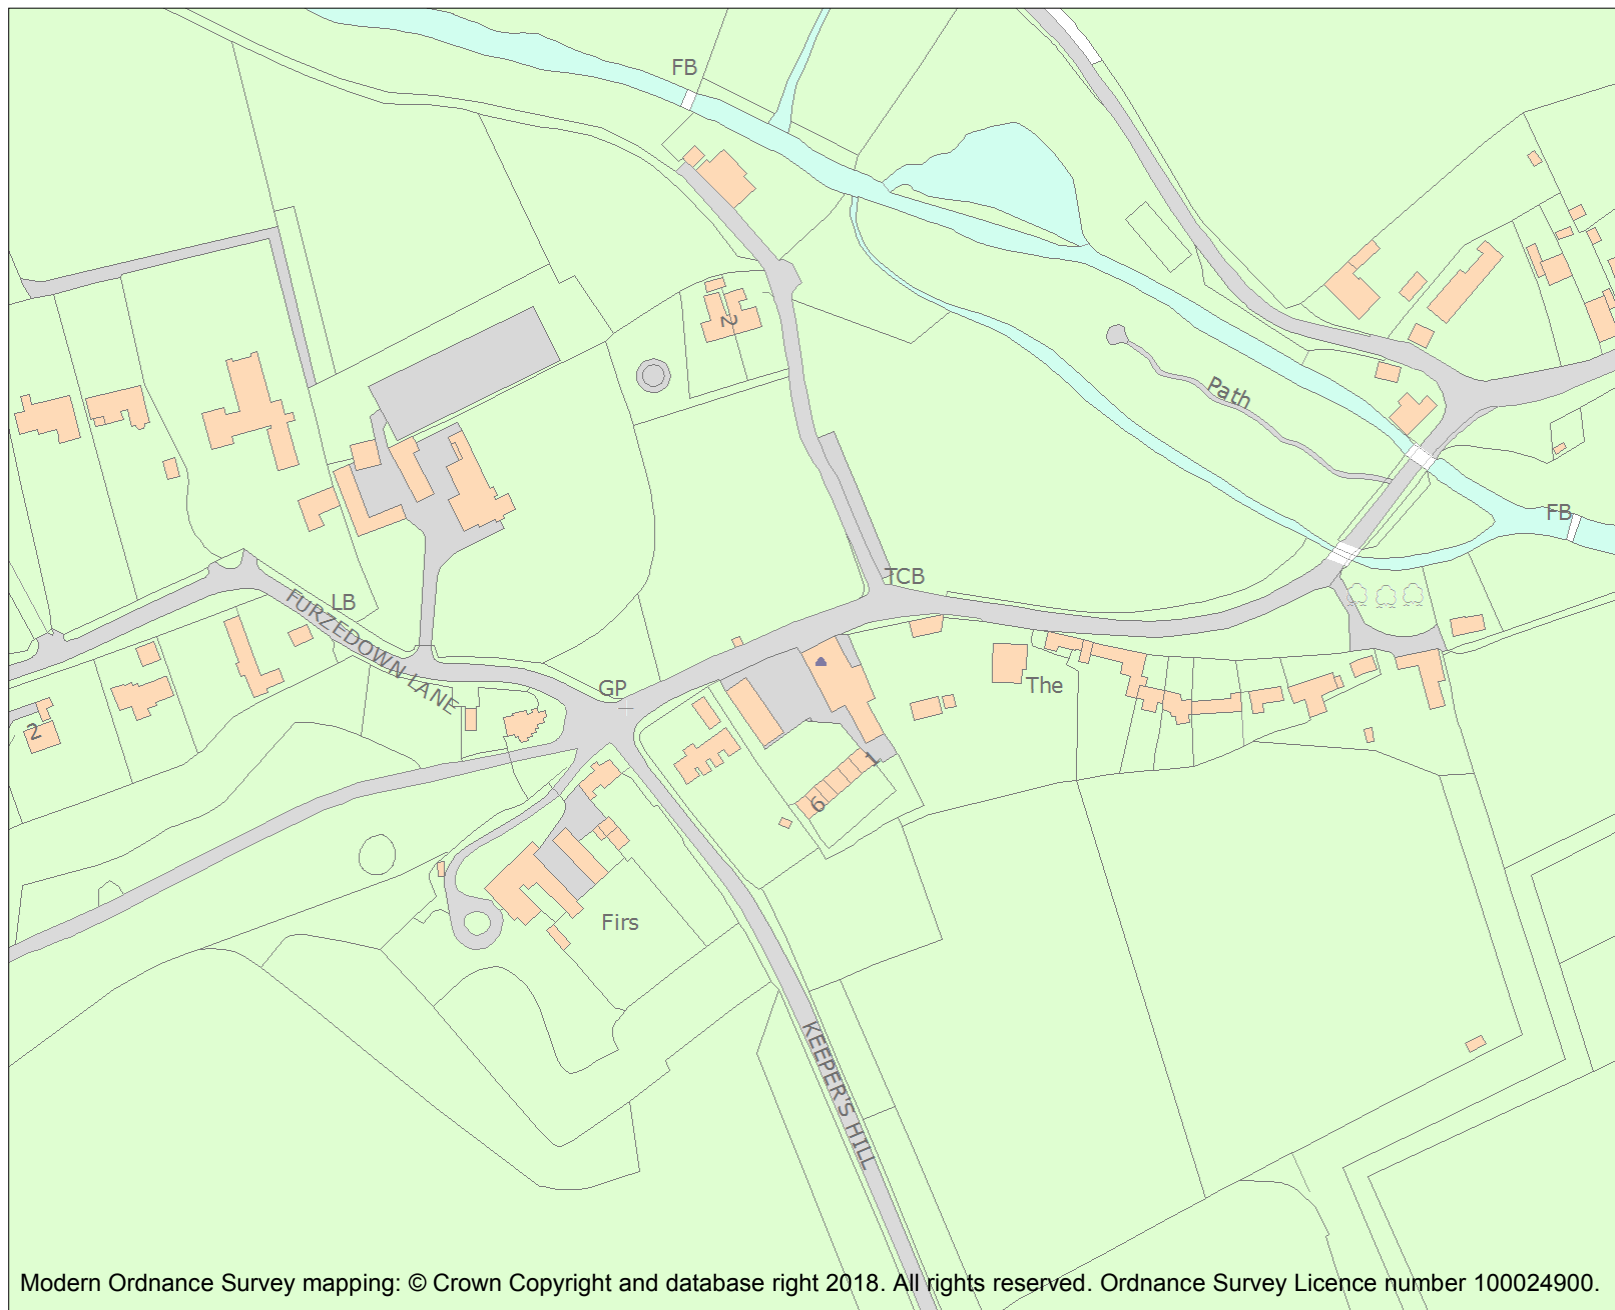 FB
2
Path
FB
TCB
LB
FURZEDOWN LANE
GP
The
2
1
6
Firs
KEEPER'S HILL
Modern Ordnance Survey mapping: © Crown Copyright and database right 2018. All rights reserved. Ordnance Survey Licence number 100024900.